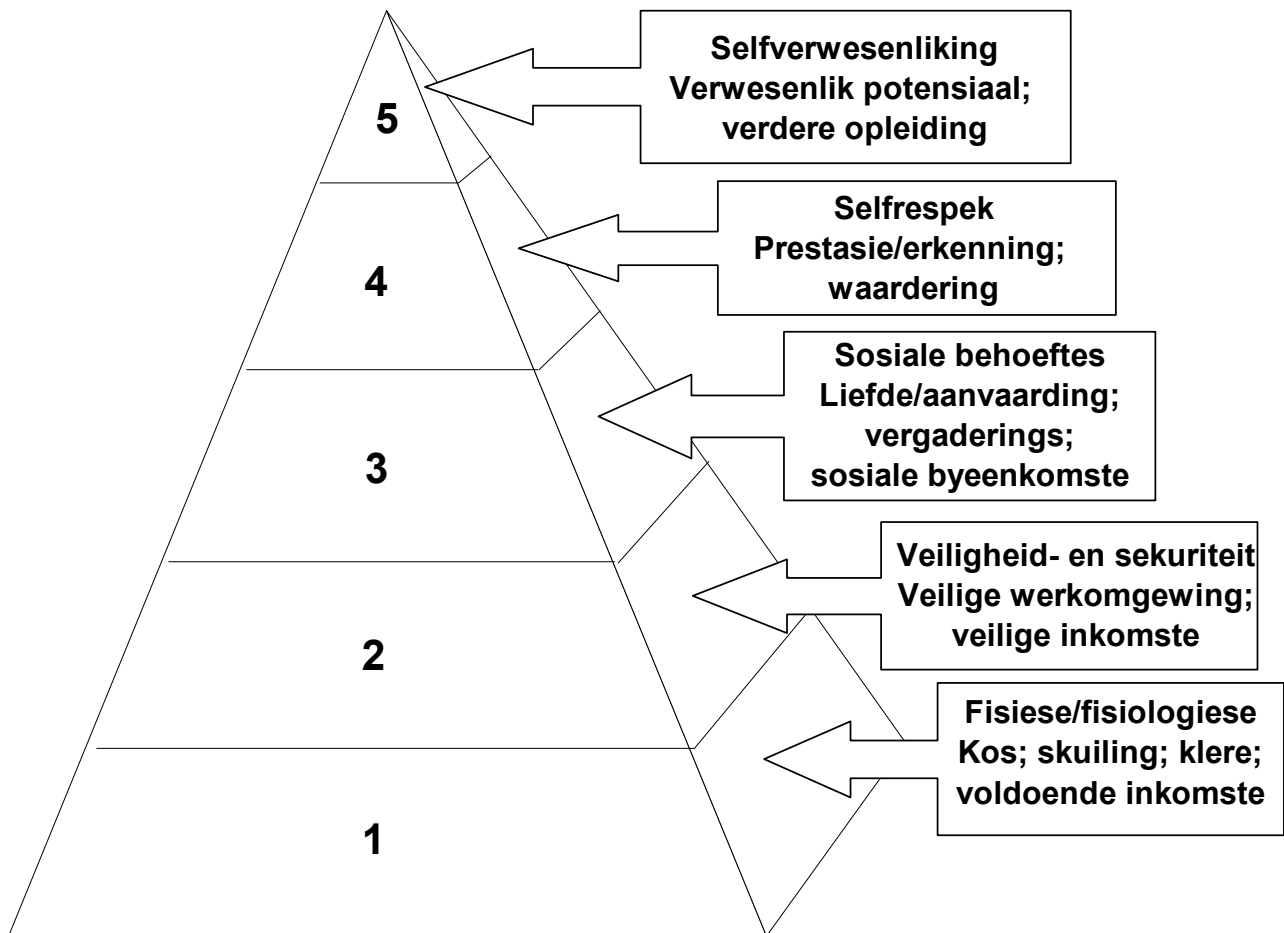 Selfverwesenliking
Verwesenlik potensiaal;
verdere opleiding
5
Selfrespek
Prestasie/erkenning;
waardering
4
Sosiale behoeftes
Liefde/aanvaarding;
vergaderings;
sosiale byeenkomste
3
Veiligheid- en sekuriteit
Veilige werkomgewing;
veilige inkomste
2
Fisiese/fisiologiese
Kos; skuiling; klere;
voldoende inkomste
1